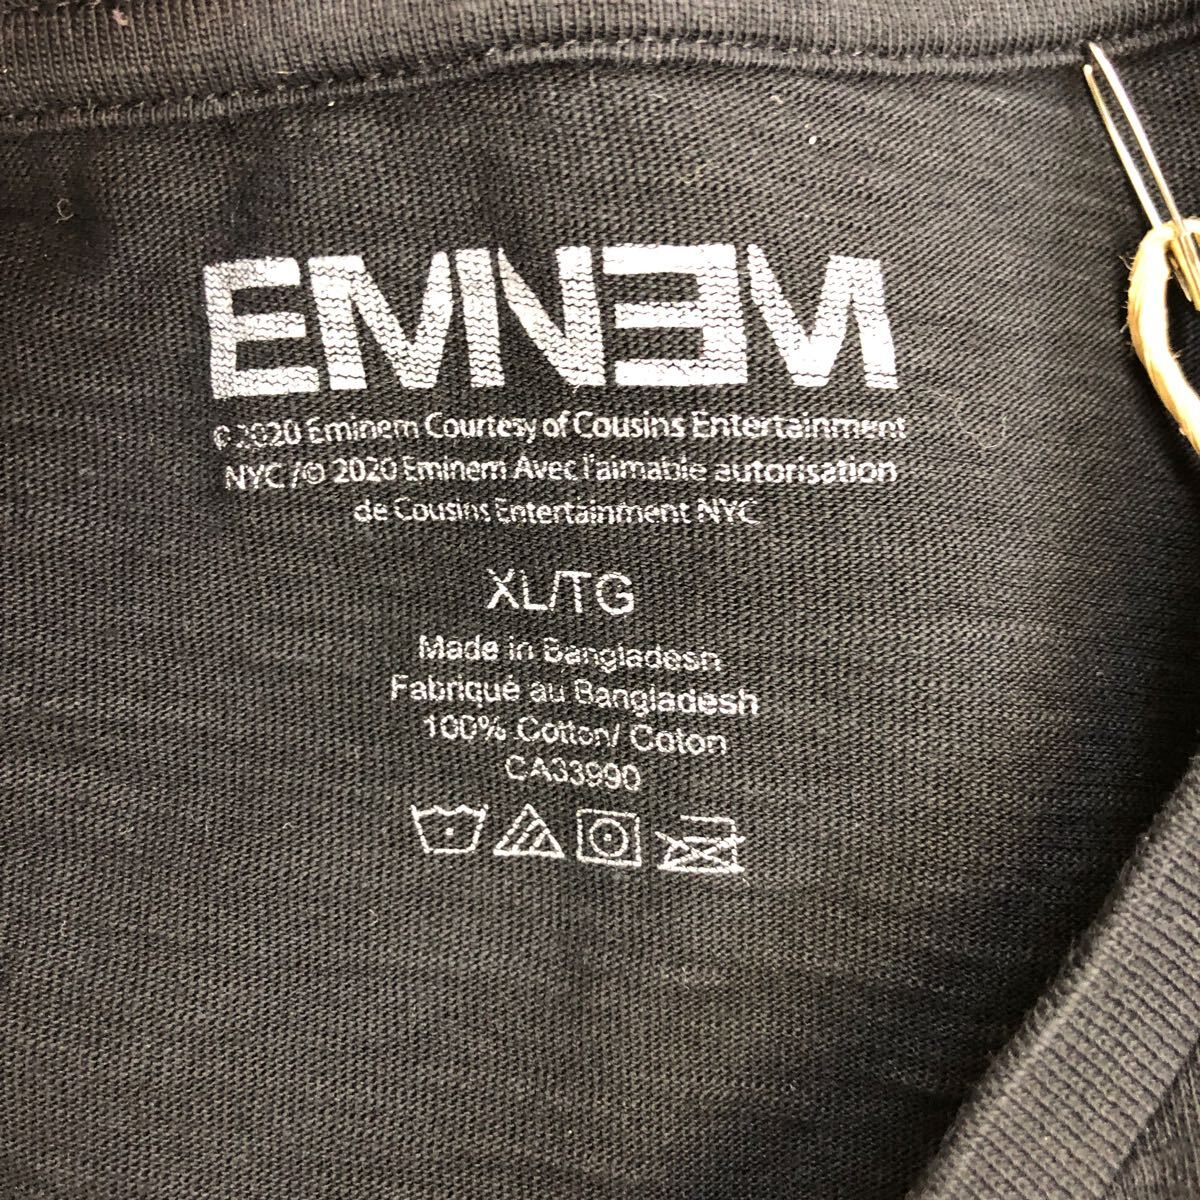 EMINƎM
© 2020 Eminem Courtesy of Cousins Entertainment
NYC / © 2020 Eminem Avec l'aimable autorisation
de Cousins Entertainment NYC
XL/TG
Made in Bangladesh
Fabriqué au Bangladesh
100% Cotton/ Coton
CA33990